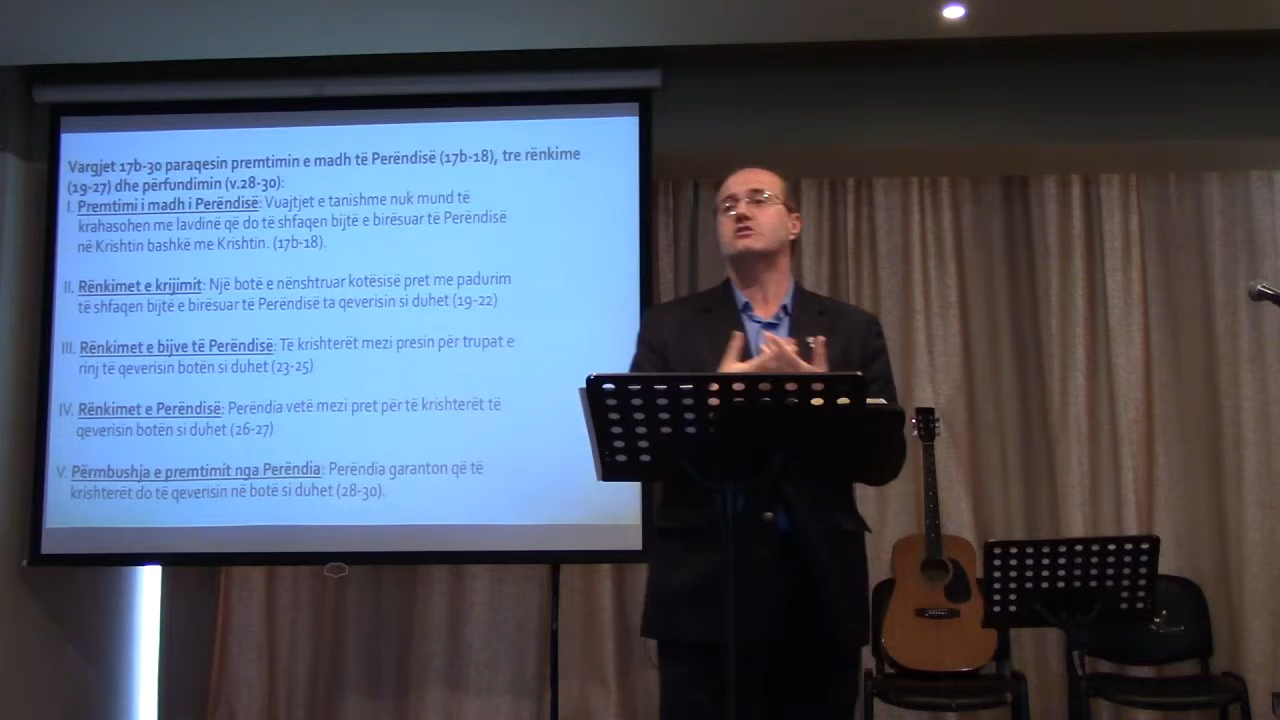 Vargjet 17b-30 paraqesin premtimin e madh të Perëndisë (17b-18), tre rënkime
(19-27) dhe përfundimin (v.28-30):
I. Premtimi i madh i Perëndisë: Vuajtjet e tanishme nuk mund të
krahasohen me lavdinë që do të shfaqen bijtë e birësuar të Perëndisë
në Krishtin bashkë me Krishtin. (17b-18).
II. Rënkimet e krijimit: Një botë e nënshtruar kotësisë pret me padurim
të shfaqen bijtë e birësuar të Perëndisë ta qeverisin si duhet (19-22)
III. Rënkimet e bijve të Perëndisë: Të krishterët mezi presin për trupat e
rinj të qeverisin botën si duhet (23-25)
IV. Rënkimet e Perëndisë: Perëndia vetë mezi pret për të krishterët të
qeverisin botën si duhet (26-27)
V. Përmbushja e premtimit nga Perëndia: Perëndia garanton që të
krishterët do të qeverisin në botë si duhet (28-30).